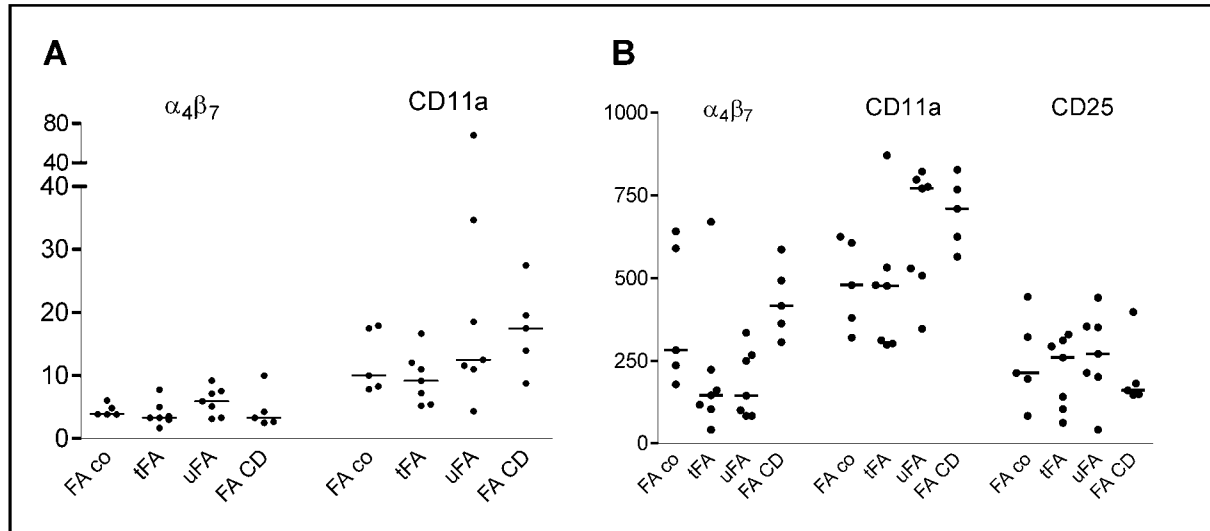 A
α4β7
CD11a
80
40
40
30
20
10
0
FA co
tFA
uFA
FA CD
FA co
tFA
uFA
FA CD
B
α4β7
CD11a
CD25
1000
750
500
250
0
FA co
tFA
uFA
FA CD
FA co
tFA
uFA
FA CD
FA co
tFA
uFA
FA CD